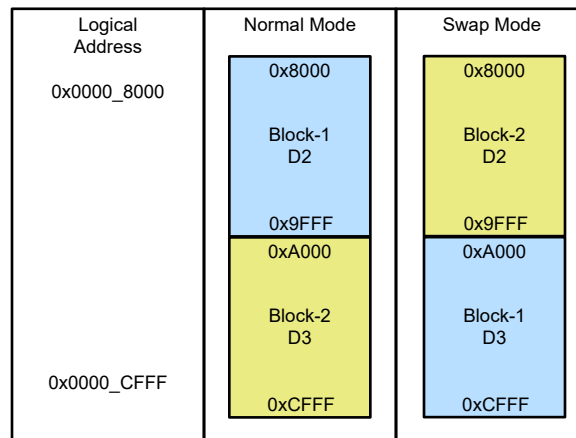 Logical
Address
0x0000_8000
0x0000_CFFF
Normal Mode
0x8000
Block-1
D2
0x9FFF
0xA000
Block-2
D3
0xCFFF
Swap Mode
0x8000
Block-2
D2
0x9FFF
0xA000
Block-1
D3
0xCFFF